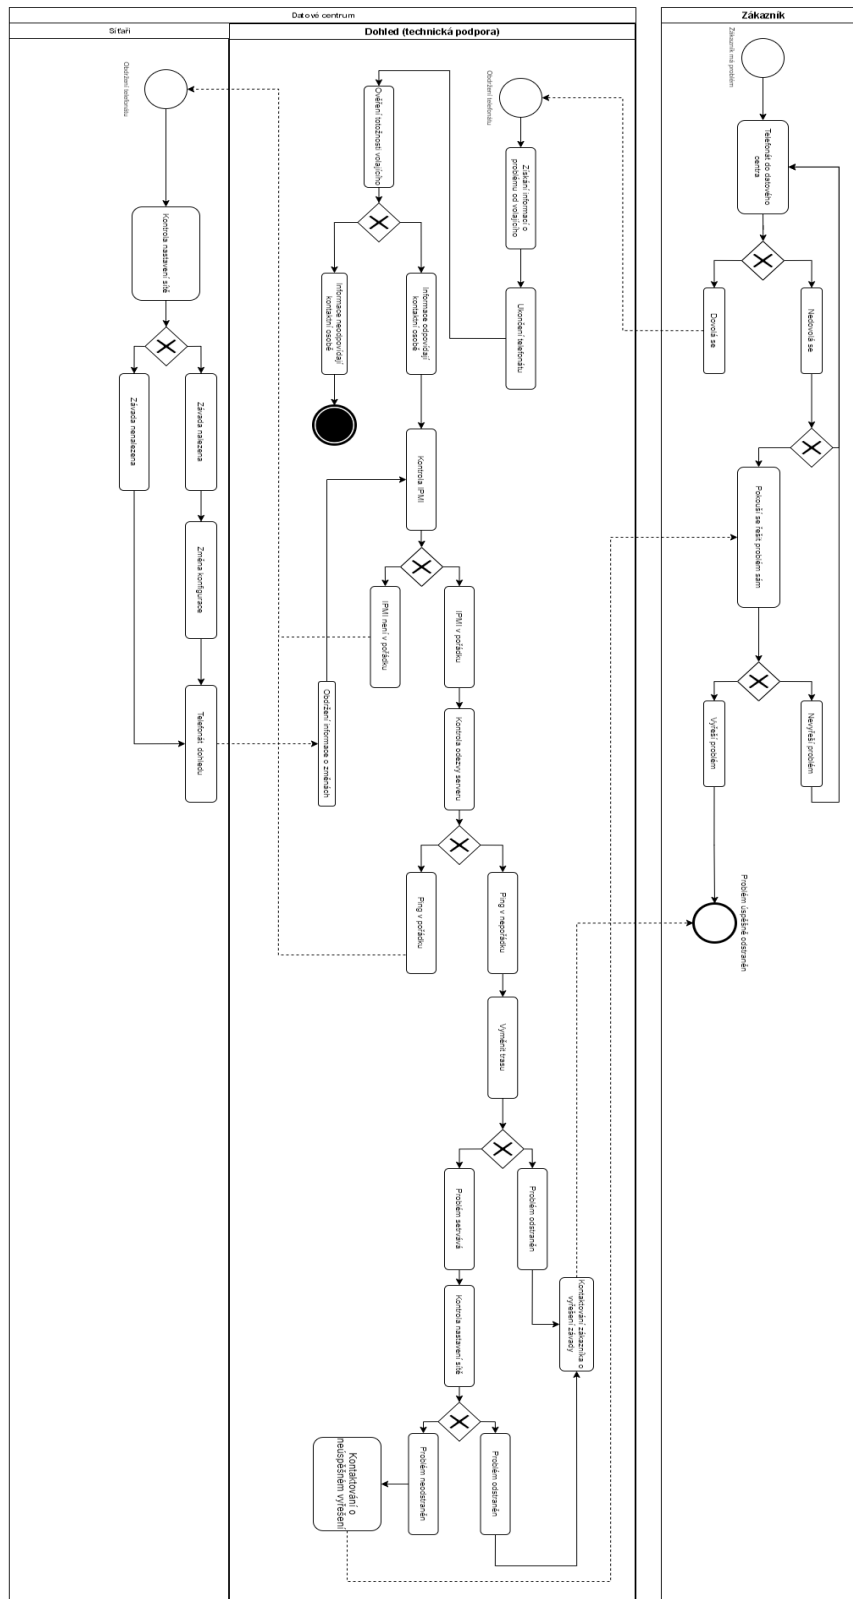 Datové centrum
Zákazník
Síťaři
Dohled (technická podpora)
Zákazník má problém
Telefonát do datového
centra
Dovolá se
Nedovolá se
Pokouší se řešit problém sám
Vyřeší problém
Nevyřeší problém
Problém úspěšně odstraněn
Obdržení telefonátu
Získání informací o
problému od volajícího
Ukončení telefonátu
Ověření totožnosti volajícího
Informace odpovídají
kontaktní osobě
Informace neodpovídají
kontaktní osobě
Kontrola IPMI
IPMI v pořádku
IPMI není v pořádku
Kontrola odezvy serveru
Obdržení informace o změnách
Ping v nepořádku
Ping v pořádku
Vyměnit trasu
Problém odstraněn
Problém setrvává
Kontaktování zákazníka o
vyřešení závady
Kontrola nastavení sítě
Problém odstraněn
Problém neodstraněn
Kontaktování o
neúspěšném vyřešení
Obdržení telefonátu
Kontrola nastavení sítě
Závada nalezena
Závada nenalezena
Změna konfigurace
Telefonát dohledu